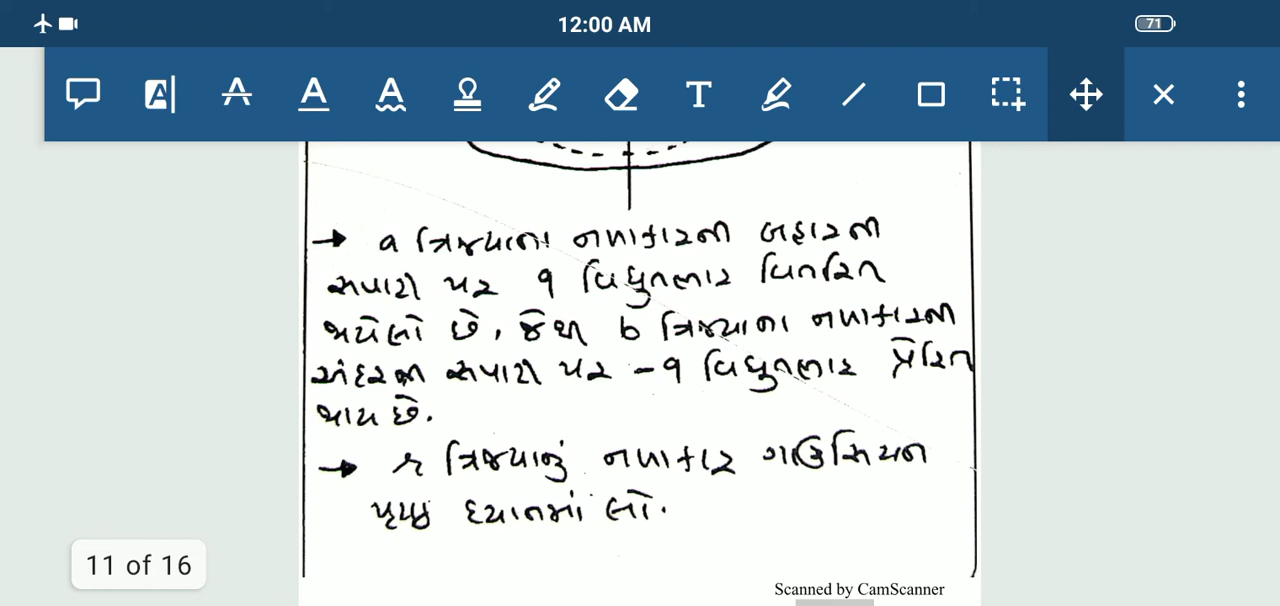 12:00 AM
71
→ a ત્રિજ્યાના નળાકારની બહારની
સપાટી પર q વિધુતભાર વિતરિત
થયેલો છે, જેથી b ત્રિજ્યાના નળાકારની
અંદરની સપાટી પર -q વિધુતભાર પ્રેરિત
થાય છે.
→ r ત્રિજ્યાનું નળાકાર ગાઉસિયન
પૃષ્ઠ ધ્યાનમાં લો.
11 of 16
Scanned by CamScanner